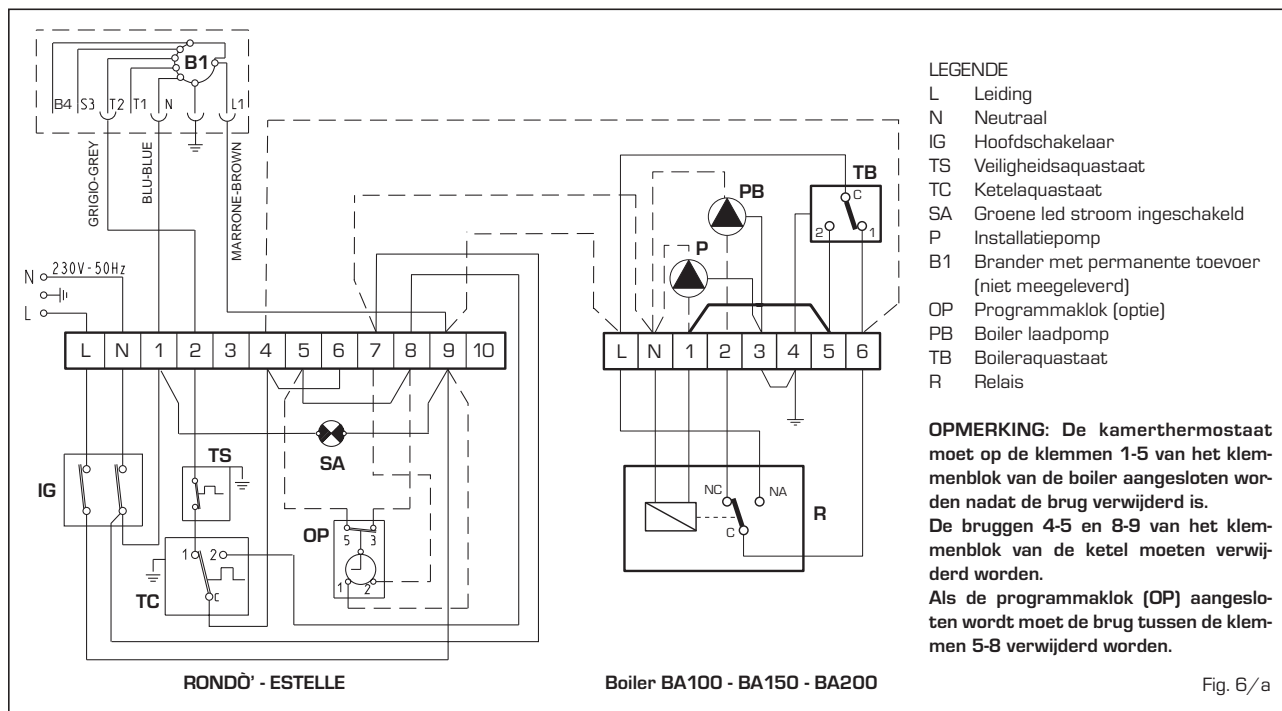 B1
B4 S3 T2 T1 N L1
GRIGIO-GREY
BLU-BLUE
MARRONE-BROWN
N 230V-50Hz
L
L N 1 2 3 4 5 6 7 8 9 10
IG
TS
SA
TC
1 2
C
OP
5 3
1 2
RONDÒ' - ESTELLE
PB
P
TB
C
2 1
L N 1 2 3 4 5 6
NC NA
C
R
Boiler BA100 - BA150 - BA200
LEGENDE
L Leiding
N Neutraal
IG Hoofdschakelaar
TS Veiligheidsaquastaat
TC Ketelaquastaat
SA Groene led stroom ingeschakeld
P Installatiepomp
B1 Brander met permanente toevoer
(niet meegeleverd)
OP Programmaklok (optie)
PB Boiler laadpomp
TB Boileraquastaat
R Relais
OPMERKING: De kamerthermostaat
moet op de klemmen 1-5 van het klem-
menblok van de boiler aangesloten wor-
den nadat de brug verwijderd is.
De bruggen 4-5 en 8-9 van het klem-
menblok van de ketel moeten verwij-
derd worden.
Als de programmaklok (OP) aangeslo-
ten wordt moet de brug tussen de klem-
men 5-8 verwijderd worden.
Fig. 6/a